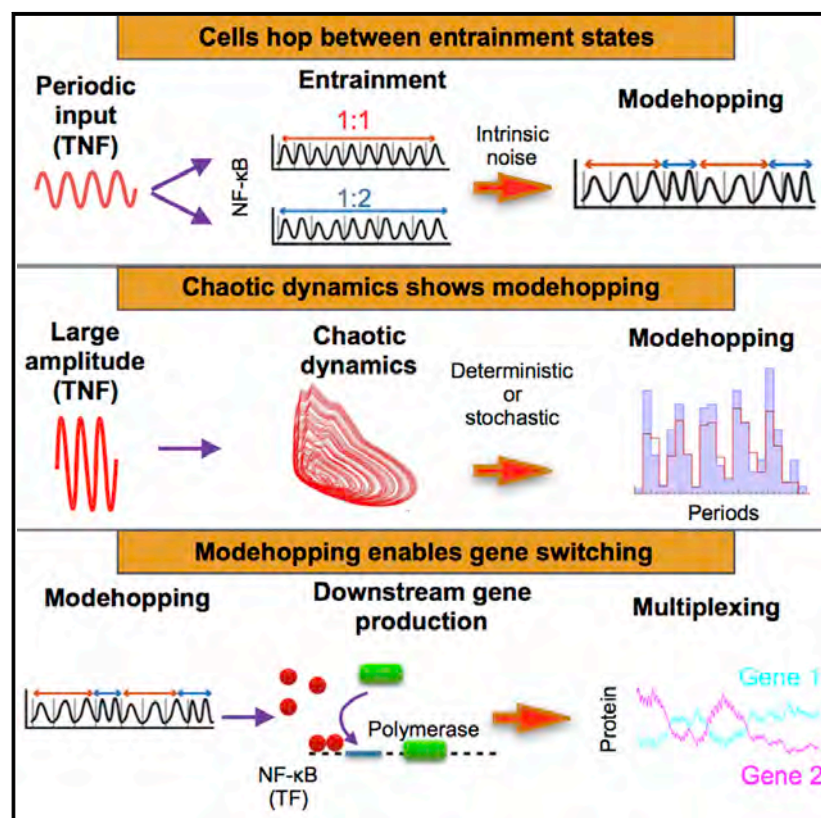 Cells hop between entrainment states
Periodic
input
(TNF)
Entrainment
1:1
1:2
NF-κB
Intrinsic
noise
Modehopping
Chaotic dynamics shows modehopping
Large
amplitude
(TNF)
Chaotic
dynamics
Deterministic
or
stochastic
Modehopping
Periods
Modehopping enables gene switching
Modehopping
Downstream gene
production
Polymerase
NF-κB
(TF)
Multiplexing
Protein
Gene 1
Gene 2